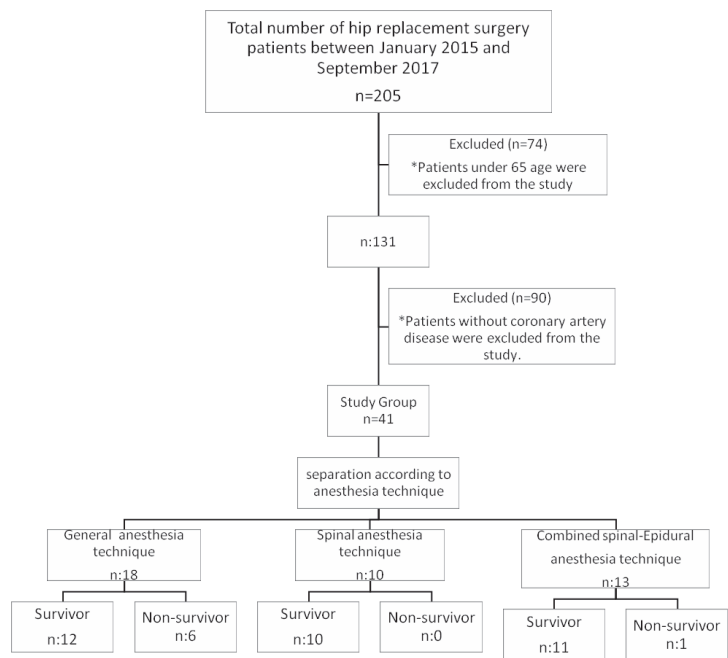 Total number of hip replacement surgery
patients between January 2015 and
September 2017
n=205
Excluded (n=74)
*Patients under 65 age were
excluded from the study
n:131
Excluded (n=90)
*Patients without coronary artery
disease were excluded from the
study.
Study Group
n=41
separation according to
anesthesia technique
General anesthesia
technique
n:18
Spinal anesthesia
technique
n:10
Combined spinal-Epidural
anesthesia technique
n:13
Survivor
n:12
Non-survivor
n:6
Survivor
n:10
Non-survivor
n:0
Survivor
n:11
Non-survivor
n:1